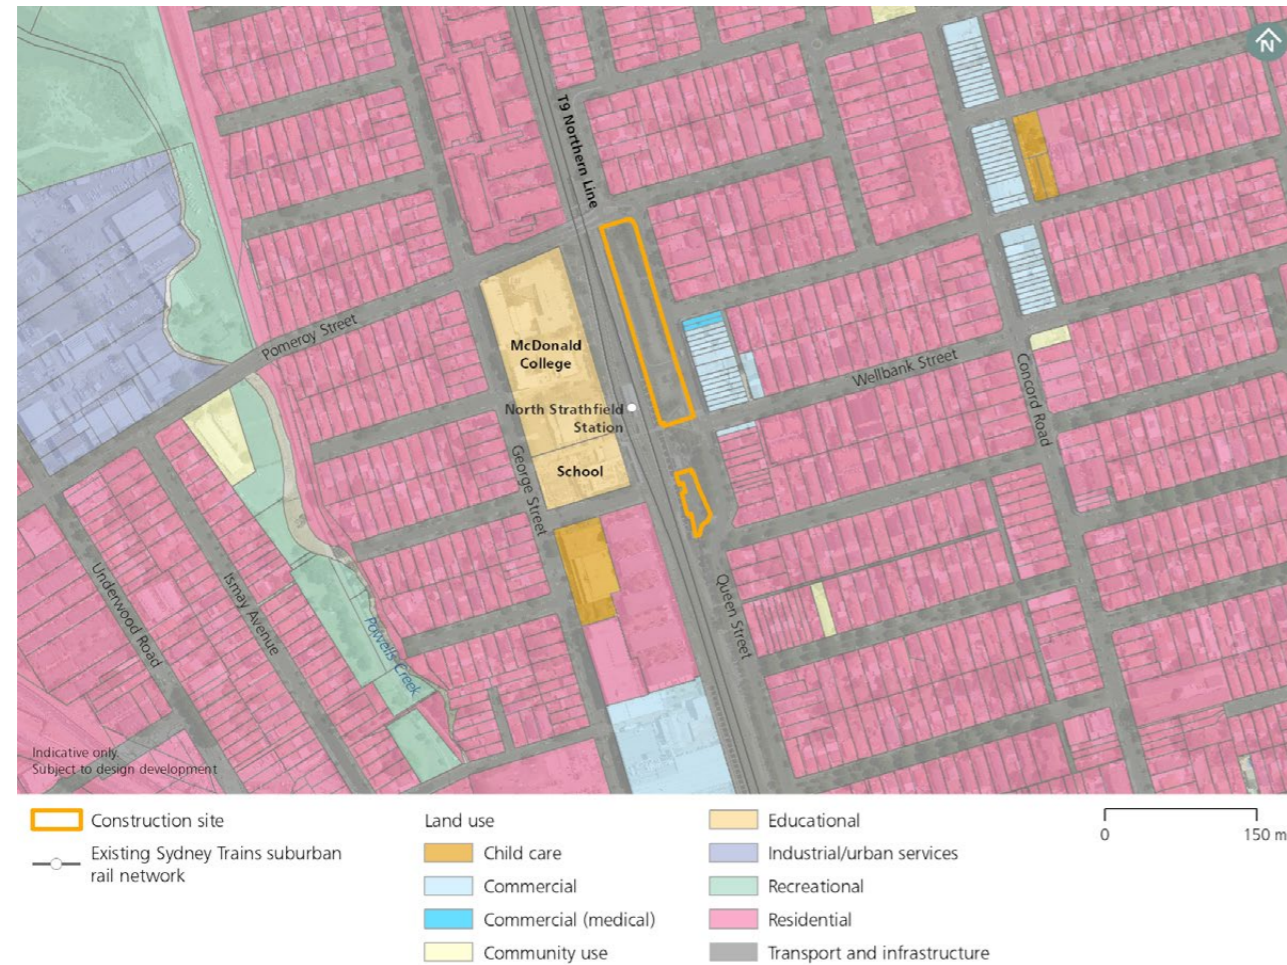 N
T9 Northern Line
Pomeroy Street
McDonald
College
Wellbank Street
Concord Road
North Strathfield
Station
George Street
School
Underwood Road
Ismay Avenue
Powells Creek
Queen Street
Indicative only.
Subject to design development
Construction site
Existing Sydney Trains suburban
rail network
Land use
Child care
Commercial
Commercial (medical)
Community use
Educational
Industrial/urban services
Recreational
Residential
Transport and infrastructure
0 150 m